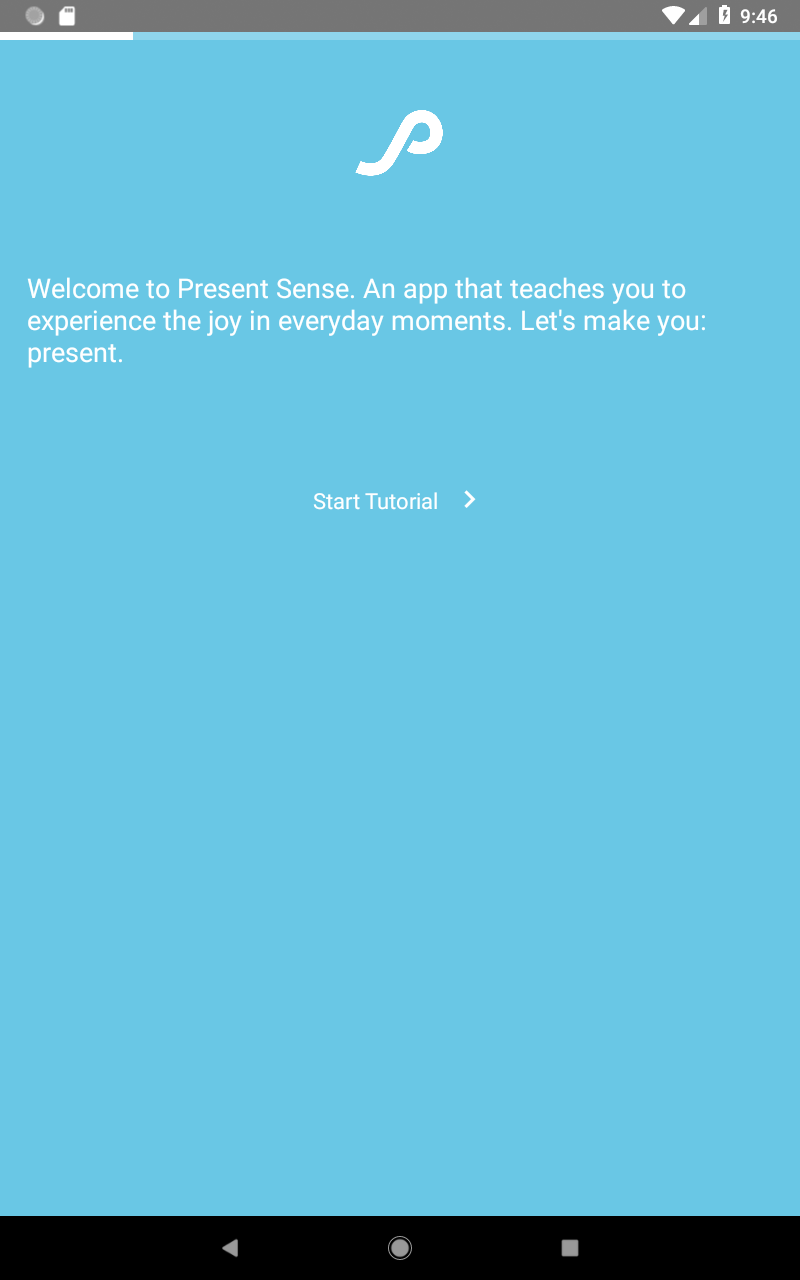 9:46
Welcome to Present Sense. An app that teaches you to
experience the joy in everyday moments. Let's make you:
present.
Start Tutorial